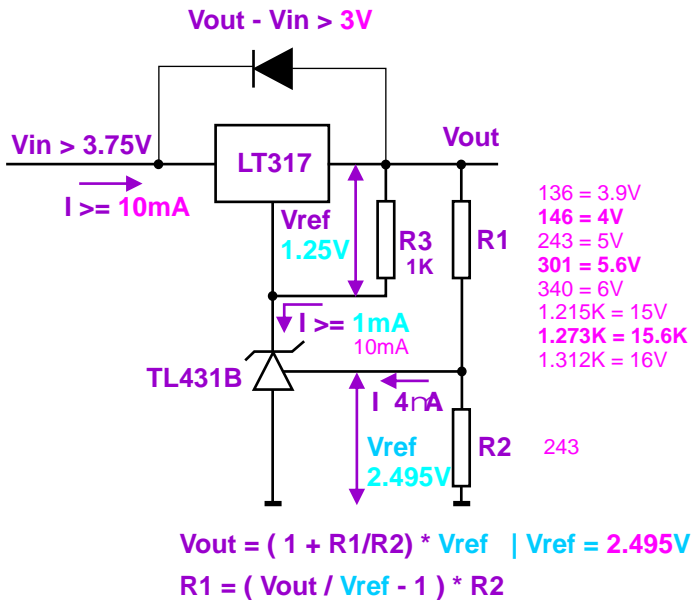 Vout - Vin > 3V
Vin > 3.75V
LT317
Vout
I >= 10mA
Vref
1.25V
R3
1K
R1
136 = 3.9V
146 = 4V
243 = 5V
301 = 5.6V
340 = 6V
1.215K = 15V
1.273K = 15.6K
1.312K = 16V
I >= 1mA
10mA
TL431B
I 4mA
Vref
2.495V
R2
243
Vout = ( 1 + R1/R2) * Vref | Vref = 2.495V
R1 = ( Vout / Vref - 1 ) * R2